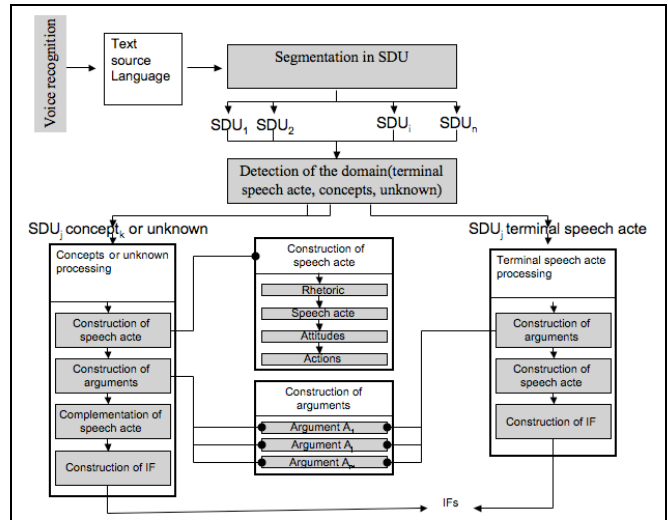 Voice recognition
Text
source
Language
Segmentation in SDU
SDU1 SDU2 SDUi SDUn
Detection of the domain(terminal
speech acte, concepts, unknown)
SDUj conceptk or unknown
SDUj terminal speech acte
Concepts or unknown
processing
Construction of
speech acte
Construction of
arguments
Complementation of
speech acte
Construction of IF
Construction of
speech acte
Rhetoric
Speech acte
Attitudes
Actions
Construction of
arguments
Argument A1
Argument Aj
Argument An
Terminal speech acte
processing
Construction of
arguments
Construction of
speech acte
Construction of IF
IFs